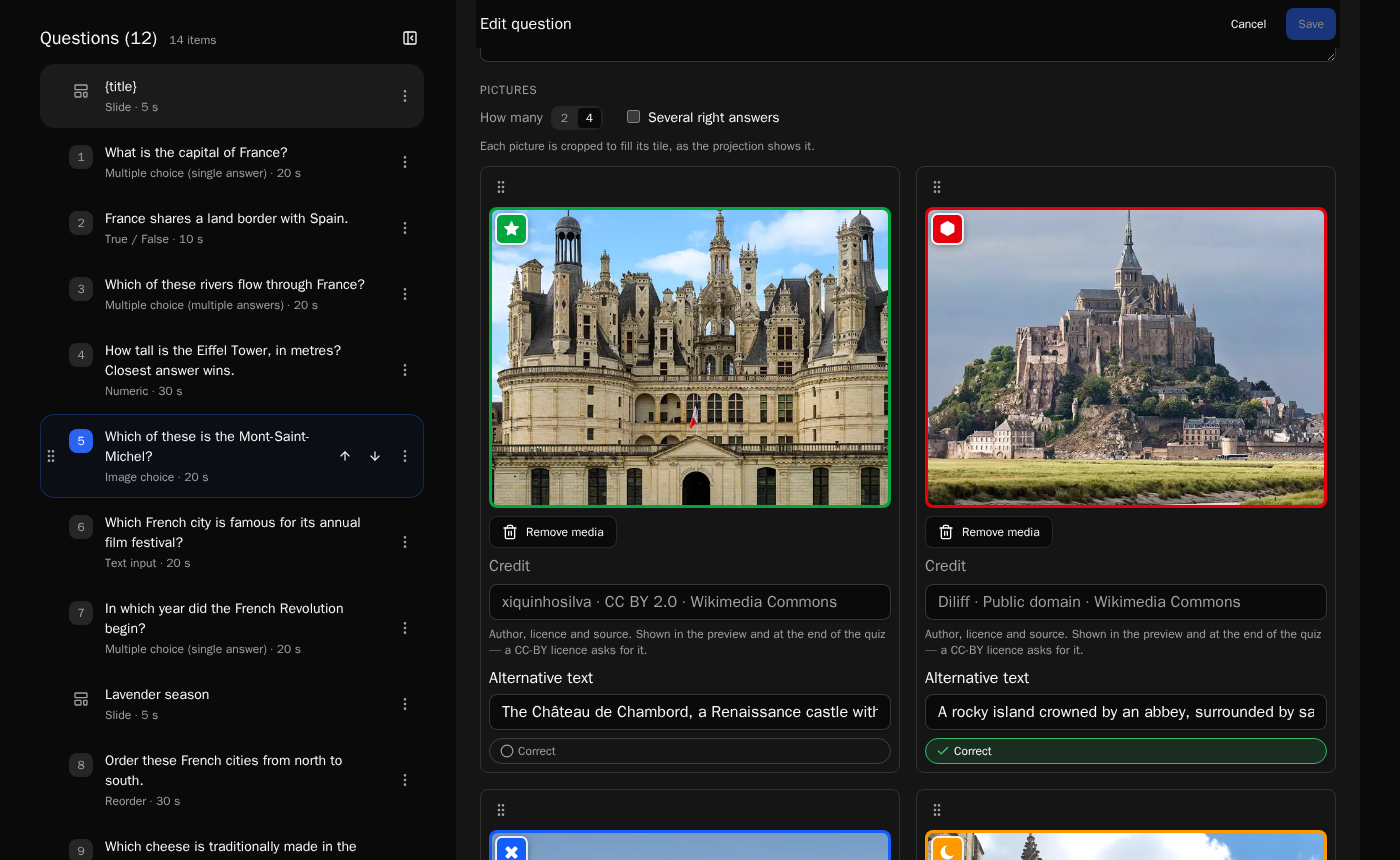 Questions (12) 14 items
{title}
Slide · 5 s
1 What is the capital of France?
Multiple choice (single answer) · 20 s
2 France shares a land border with Spain.
True / False · 10 s
3 Which of these rivers flow through France?
Multiple choice (multiple answers) · 20 s
4 How tall is the Eiffel Tower, in metres?
Closest answer wins.
Numeric · 30 s
5 Which of these is the Mont-Saint-
Michel?
Image choice · 20 s
6 Which French city is famous for its annual
film festival?
Text input · 20 s
7 In which year did the French Revolution
begin?
Multiple choice (single answer) · 20 s
Lavender season
Slide · 5 s
8 Order these French cities from north to
south.
Reorder · 30 s
9 Which cheese is traditionally made in the
Edit question Cancel Save
PICTURES
How many 2 4 Several right answers
Each picture is cropped to fill its tile, as the projection shows it.
Remove media
Credit
xiquinhosilva · CC BY 2.0 · Wikimedia Commons
Author, licence and source. Shown in the preview and at the end of the quiz
— a CC-BY licence asks for it.
Alternative text
The Château de Chambord, a Renaissance castle with
Correct
Remove media
Credit
Diliff · Public domain · Wikimedia Commons
Author, licence and source. Shown in the preview and at the end of the quiz
— a CC-BY licence asks for it.
Alternative text
A rocky island crowned by an abbey, surrounded by sa
Correct